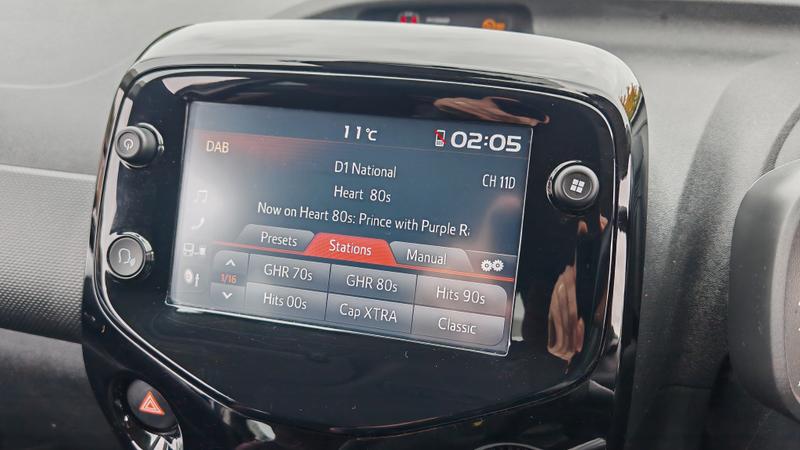 11°C 02:05
DAB
D1 National CH 11D
Heart 80s
Now on Heart 80s: Prince with Purple R
Presets Stations Manual
1/16 GHR 70s GHR 80s Hits 90s
Hits 00s Cap XTRA Classic